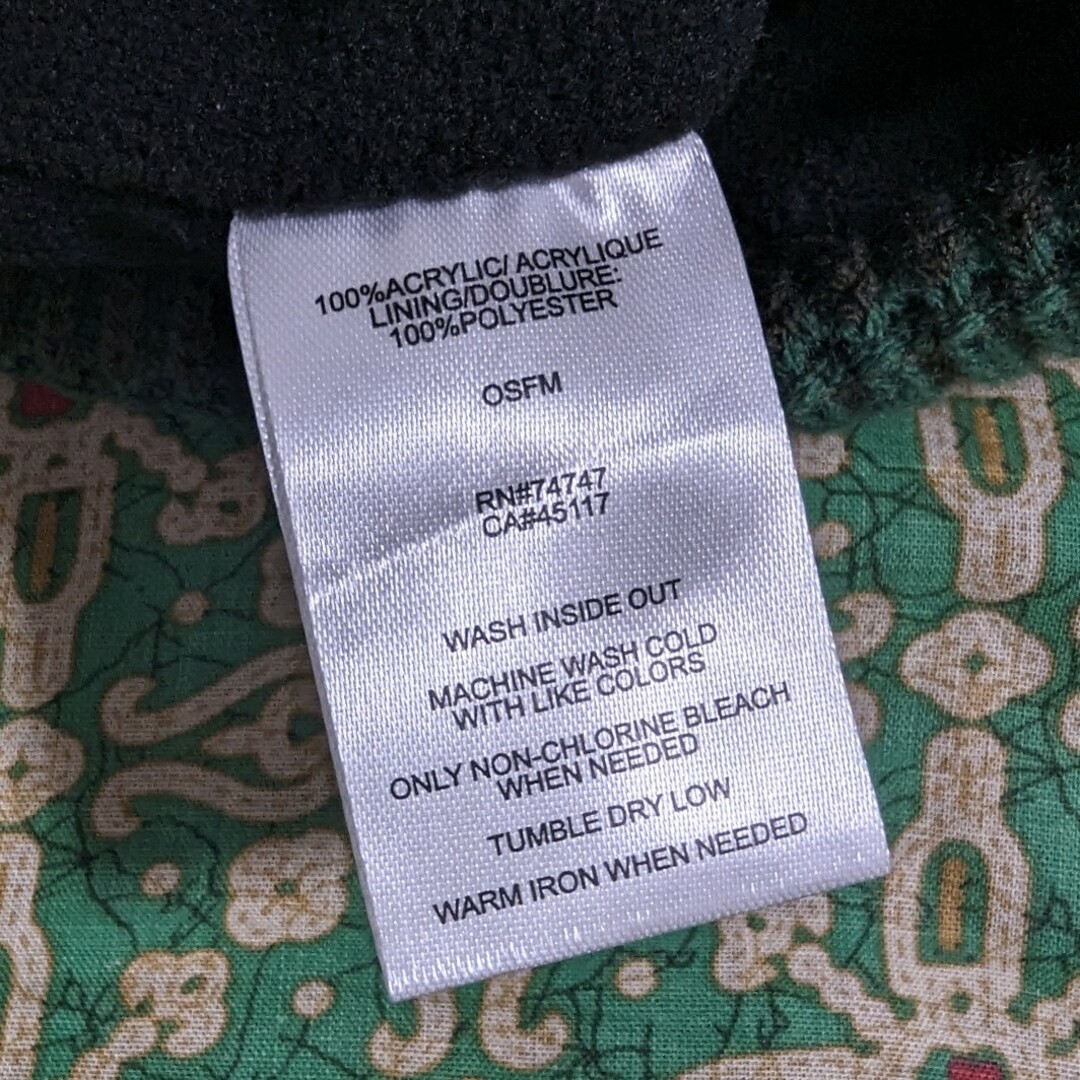 100%ACRYLIC/ ACRYLIQUE
LINING/DOUBLURE:
100%POLYESTER
OSFM
RN#74747
CA#45117
WASH INSIDE OUT
MACHINE WASH COLD
WITH LIKE COLORS
ONLY NON-CHLORINE BLEACH
WHEN NEEDED
TUMBLE DRY LOW
WARM IRON WHEN NEEDED